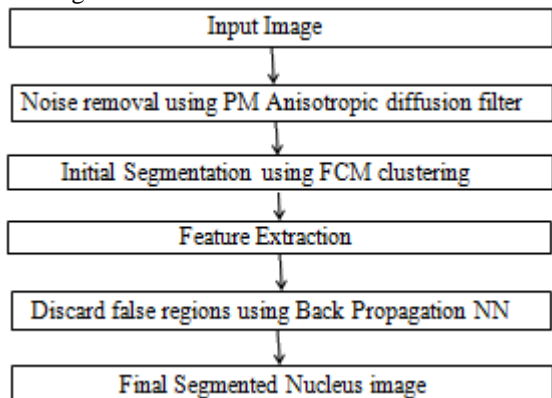 Input Image
Noise removal using PM Anisotropic diffusion filter
Initial Segmentation using FCM clustering
Feature Extraction
Discard false regions using Back Propagation NN
Final Segmented Nucleus image